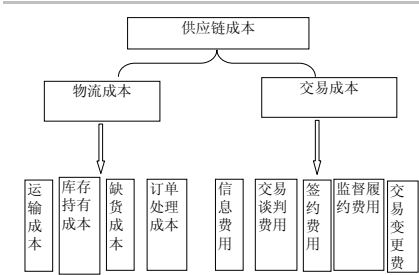 供应链成本
物流成本
交易成本
运输成本
库存持有成本
缺货成本
订单处理成本
信息费用
交易谈判费用
签约费用
监督履约费用
交易变更费